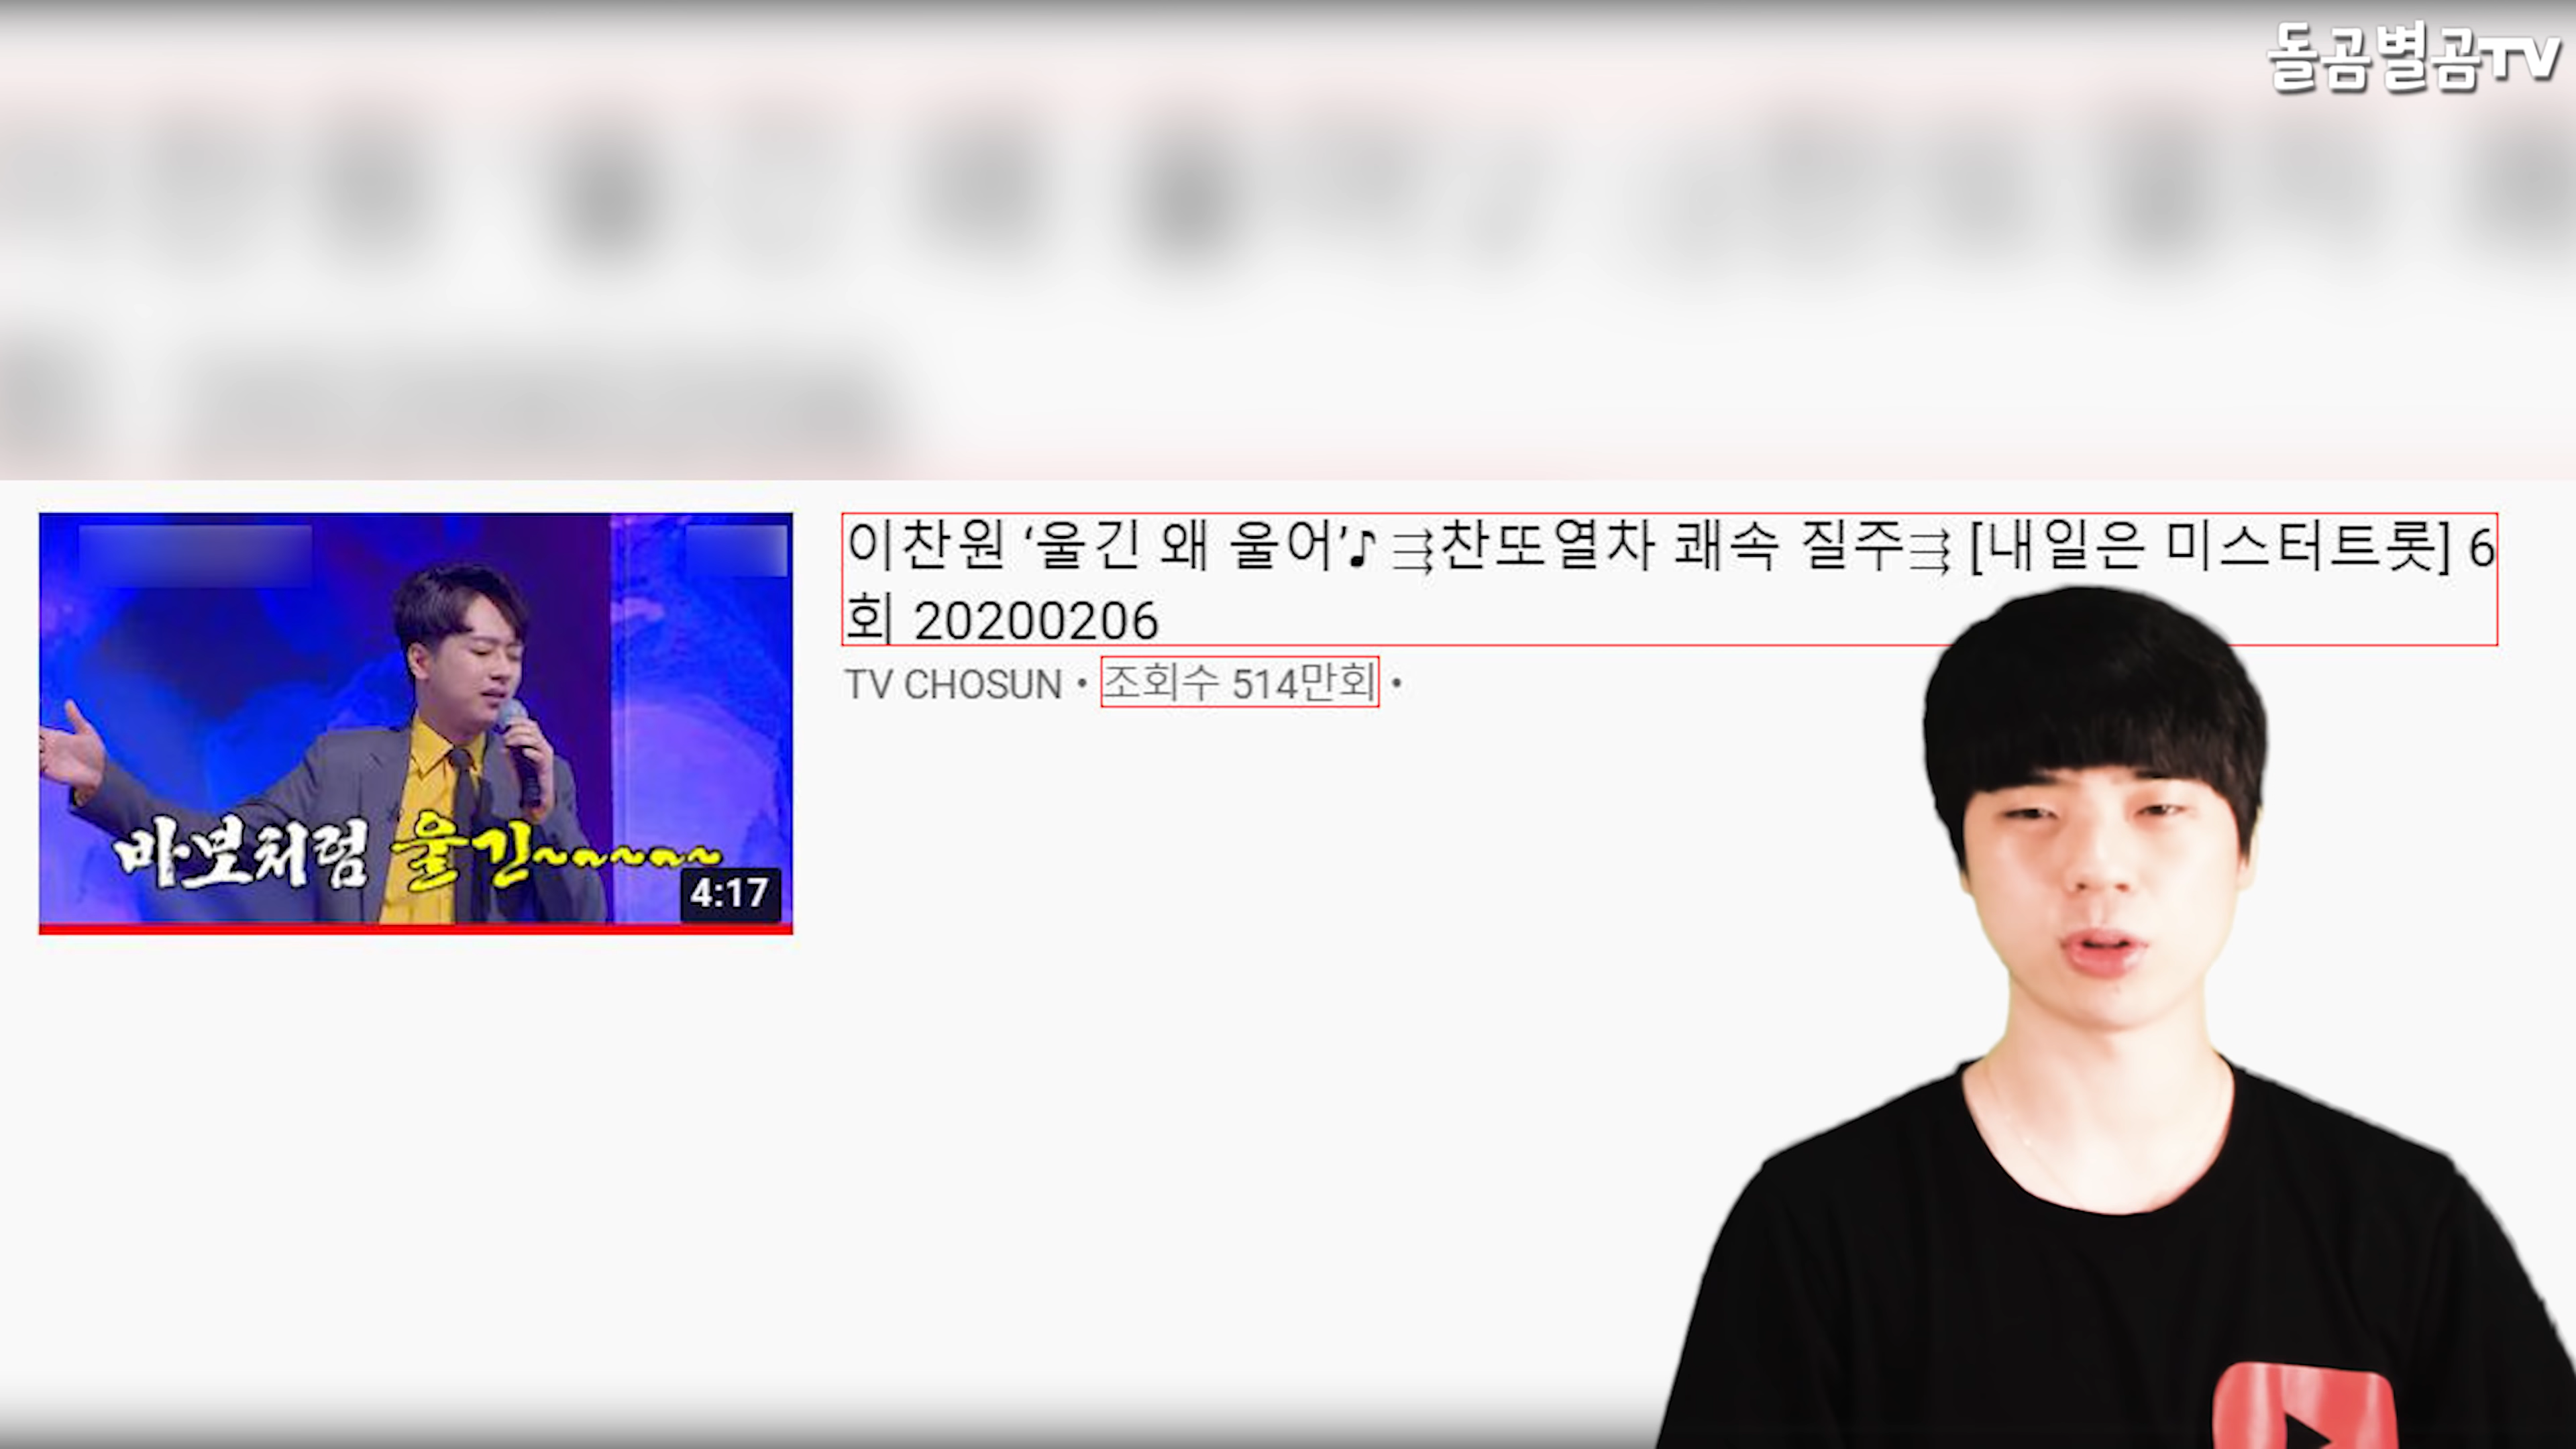 돌곰별곰TV
이찬원 ‘울긴 왜 울어’♪ ⇶찬또열차 쾌속 질주⇶ [내일은 미스터트롯] 6
회 20200206
TV CHOSUN • 조회수 514만회 •
바보처럼 울긴~~~~~
4:17